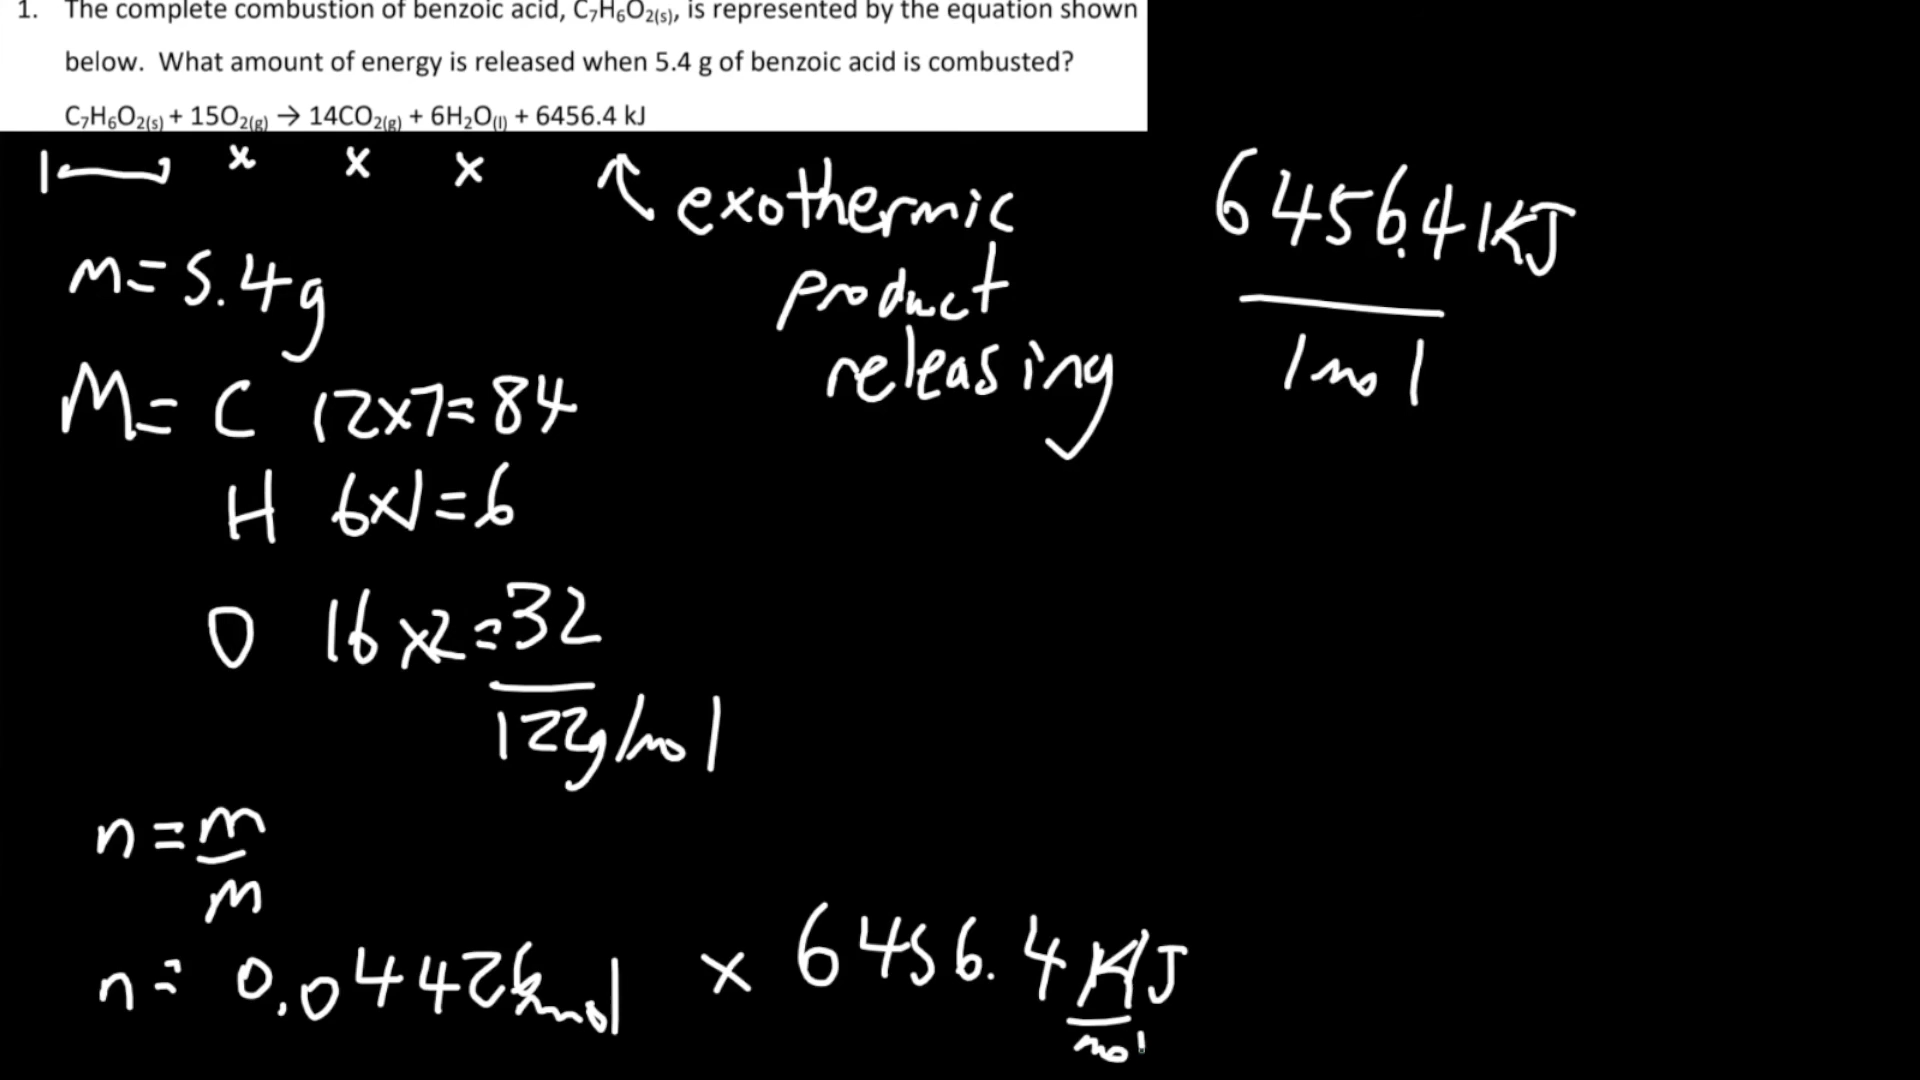 1. The complete combustion of benzoic acid, C₇H₆O₂(s), is represented by the equation shown
below. What amount of energy is released when 5.4 g of benzoic acid is combusted?
C₇H₆O₂(s) + 15O₂(g) → 14CO₂(g) + 6H₂O(l) + 6456.4 kJ
1 x x x
exothermic
product
releasing
6456.4 KJ
1 mol
m = 5.4g
M = C 12x7=84
H 6x1=6
O 16x2=32
122g/mol
n = m
m
n = 0.04426mol x 6456.4 KJ
mol